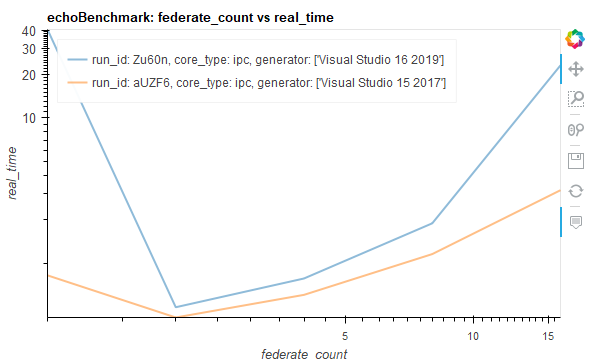 echoBenchmark: federate_count vs real_time
run_id: Zu60n, core_type: ipc, generator: ['Visual Studio 16 2019']
run_id: aUZF6, core_type: ipc, generator: ['Visual Studio 15 2017']
40
30
20
10
real_time
5
10
15
federate_count